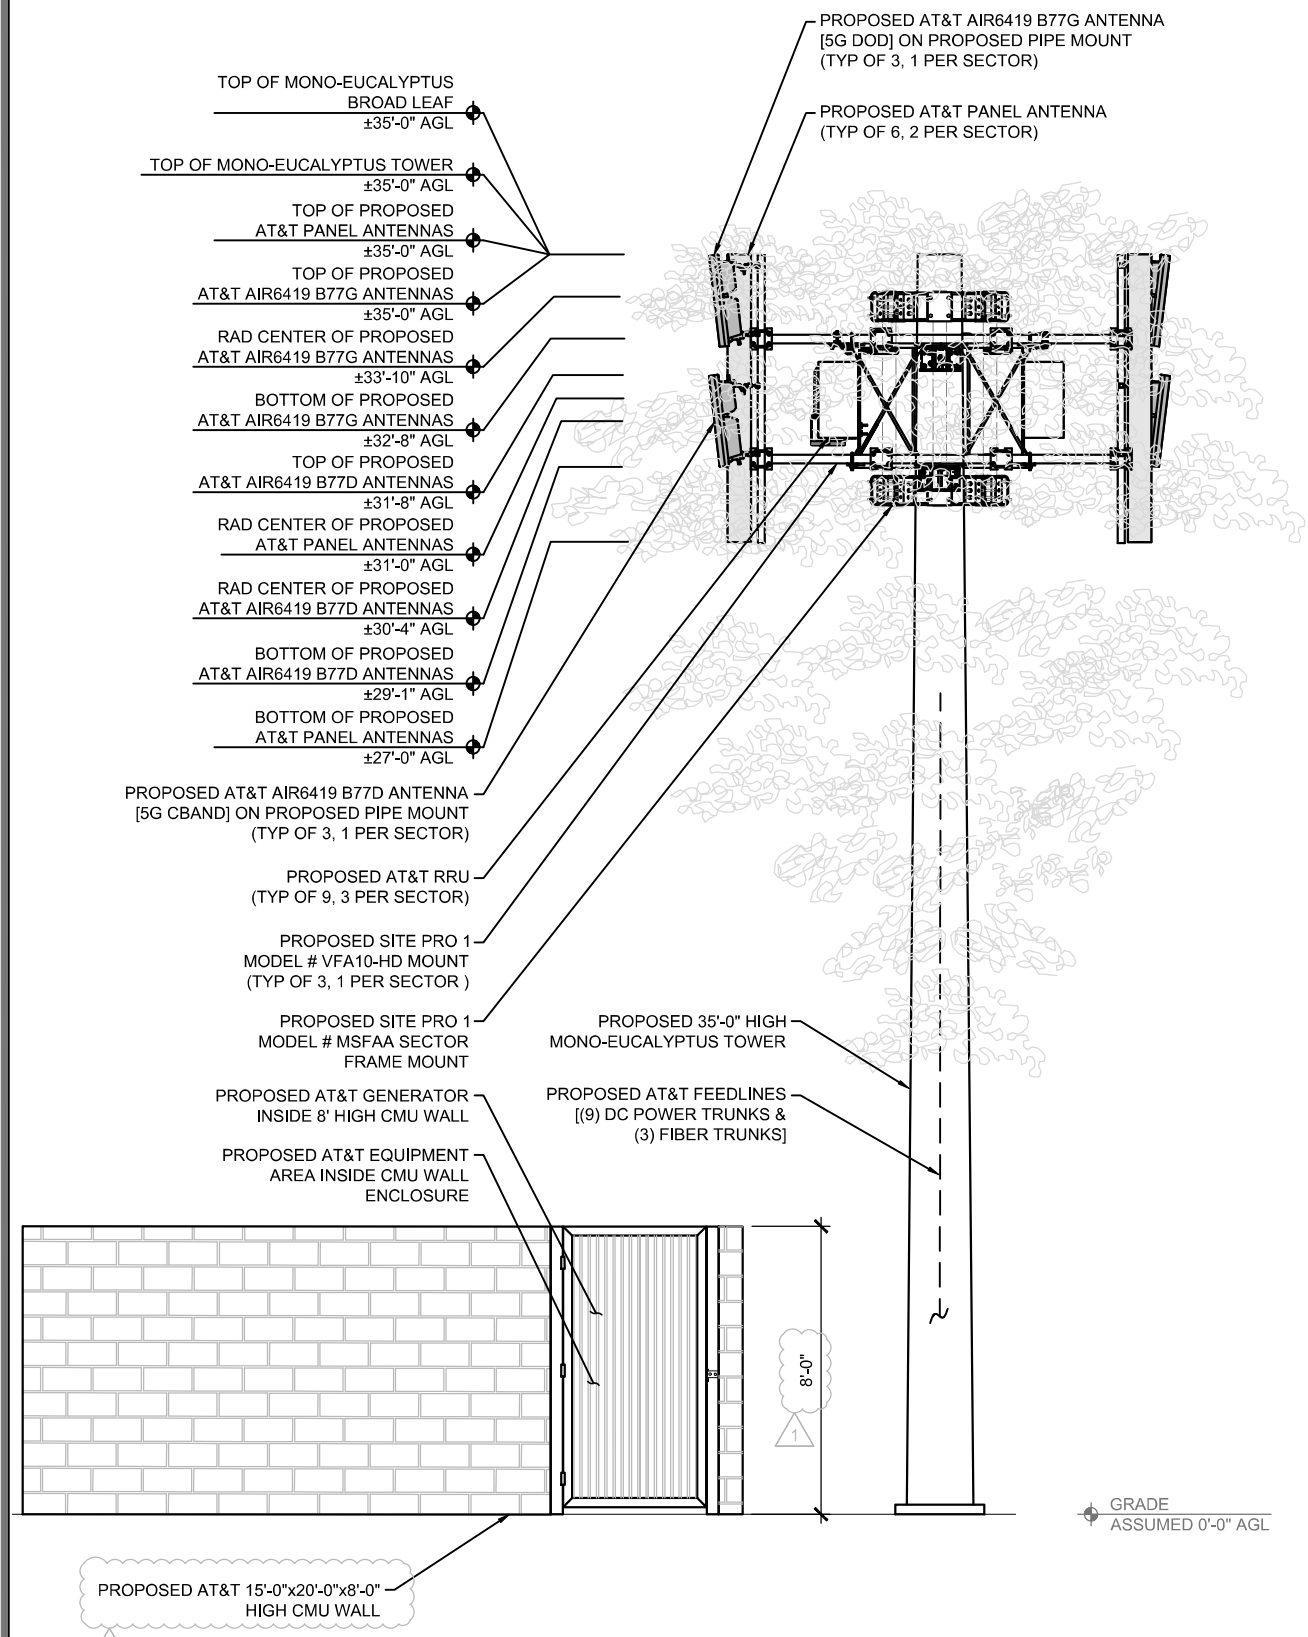 PROPOSED AT&T AIR6419 B77G ANTENNA
[5G DOD] ON PROPOSED PIPE MOUNT
(TYP OF 3, 1 PER SECTOR)
PROPOSED AT&T PANEL ANTENNA
(TYP OF 6, 2 PER SECTOR)
TOP OF MONO-EUCALYPTUS
BROAD LEAF
±35'-0" AGL
TOP OF MONO-EUCALYPTUS TOWER
±35'-0" AGL
TOP OF PROPOSED
AT&T PANEL ANTENNAS
±35'-0" AGL
TOP OF PROPOSED
AT&T AIR6419 B77G ANTENNAS
±35'-0" AGL
RAD CENTER OF PROPOSED
AT&T AIR6419 B77G ANTENNAS
±33'-10" AGL
BOTTOM OF PROPOSED
AT&T AIR6419 B77G ANTENNAS
±32'-8" AGL
TOP OF PROPOSED
AT&T AIR6419 B77D ANTENNAS
±31'-8" AGL
RAD CENTER OF PROPOSED
AT&T PANEL ANTENNAS
±31'-0" AGL
RAD CENTER OF PROPOSED
AT&T AIR6419 B77D ANTENNAS
±30'-4" AGL
BOTTOM OF PROPOSED
AT&T AIR6419 B77D ANTENNAS
±29'-1" AGL
BOTTOM OF PROPOSED
AT&T PANEL ANTENNAS
±27'-0" AGL
PROPOSED AT&T AIR6419 B77D ANTENNA
[5G CBAND] ON PROPOSED PIPE MOUNT
(TYP OF 3, 1 PER SECTOR)
PROPOSED AT&T RRU
(TYP OF 9, 3 PER SECTOR)
PROPOSED SITE PRO 1
MODEL # VFA10-HD MOUNT
(TYP OF 3, 1 PER SECTOR )
PROPOSED SITE PRO 1
MODEL # MSFAA SECTOR
FRAME MOUNT
PROPOSED 35'-0" HIGH
MONO-EUCALYPTUS TOWER
PROPOSED AT&T GENERATOR
INSIDE 8' HIGH CMU WALL
PROPOSED AT&T FEEDLINES
[(9) DC POWER TRUNKS &
(3) FIBER TRUNKS]
PROPOSED AT&T EQUIPMENT
AREA INSIDE CMU WALL
ENCLOSURE
8'-0"
1
GRADE
ASSUMED 0'-0" AGL
PROPOSED AT&T 15'-0"x20'-0"x8'-0"
HIGH CMU WALL